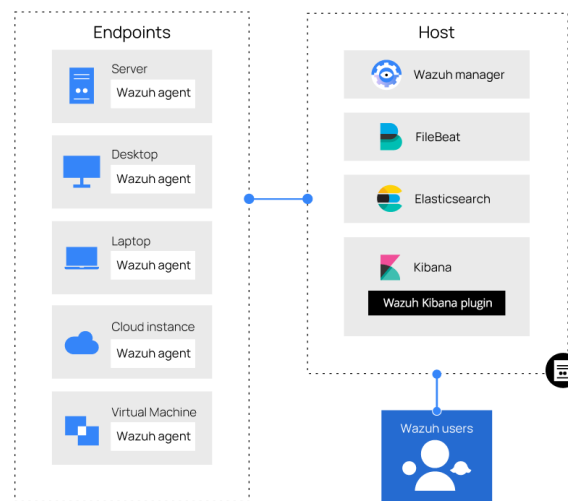 Endpoints
Server
Wazuh agent
Desktop
Wazuh agent
Laptop
Wazuh agent
Cloud instance
Wazuh agent
Virtual Machine
Wazuh agent
Host
Wazuh manager
FileBeat
Elasticsearch
Kibana
Wazuh Kibana plugin
Wazuh users